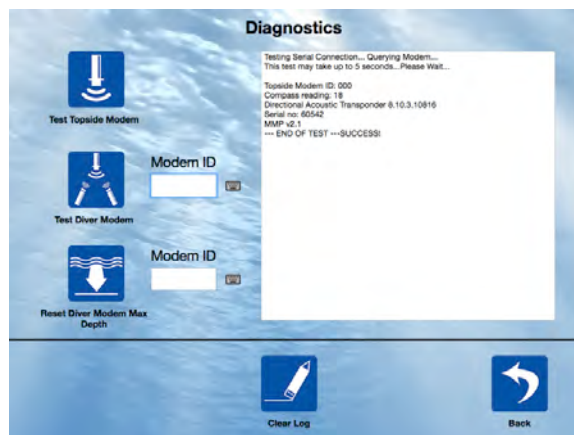 Diagnostics
Testing Serial Connection... Querying Modem...
This test may take up to 5 seconds...Please Wait...
Topside Modem ID: 000
Compass reading: 18
Directional Acoustic Transponder 8.10.3.10816
Serial no: 60542
MMP v2.1
--- END OF TEST ---SUCCESS!
Test Topside Modem
Modem ID
Test Diver Modem
Modem ID
Reset Diver Modem Max
Depth
Clear Log
Back